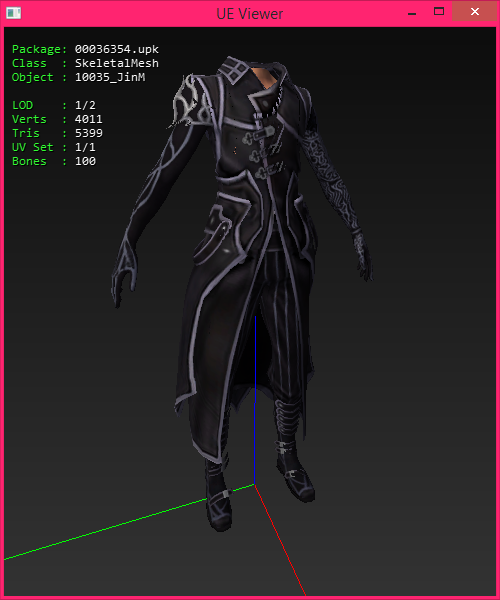 UE Viewer
Package: 00036354.upk
Class : SkeletalMesh
Object : 10035_JinM
LOD : 1/2
Verts : 4011
Tris : 5399
UV Set : 1/1
Bones : 100